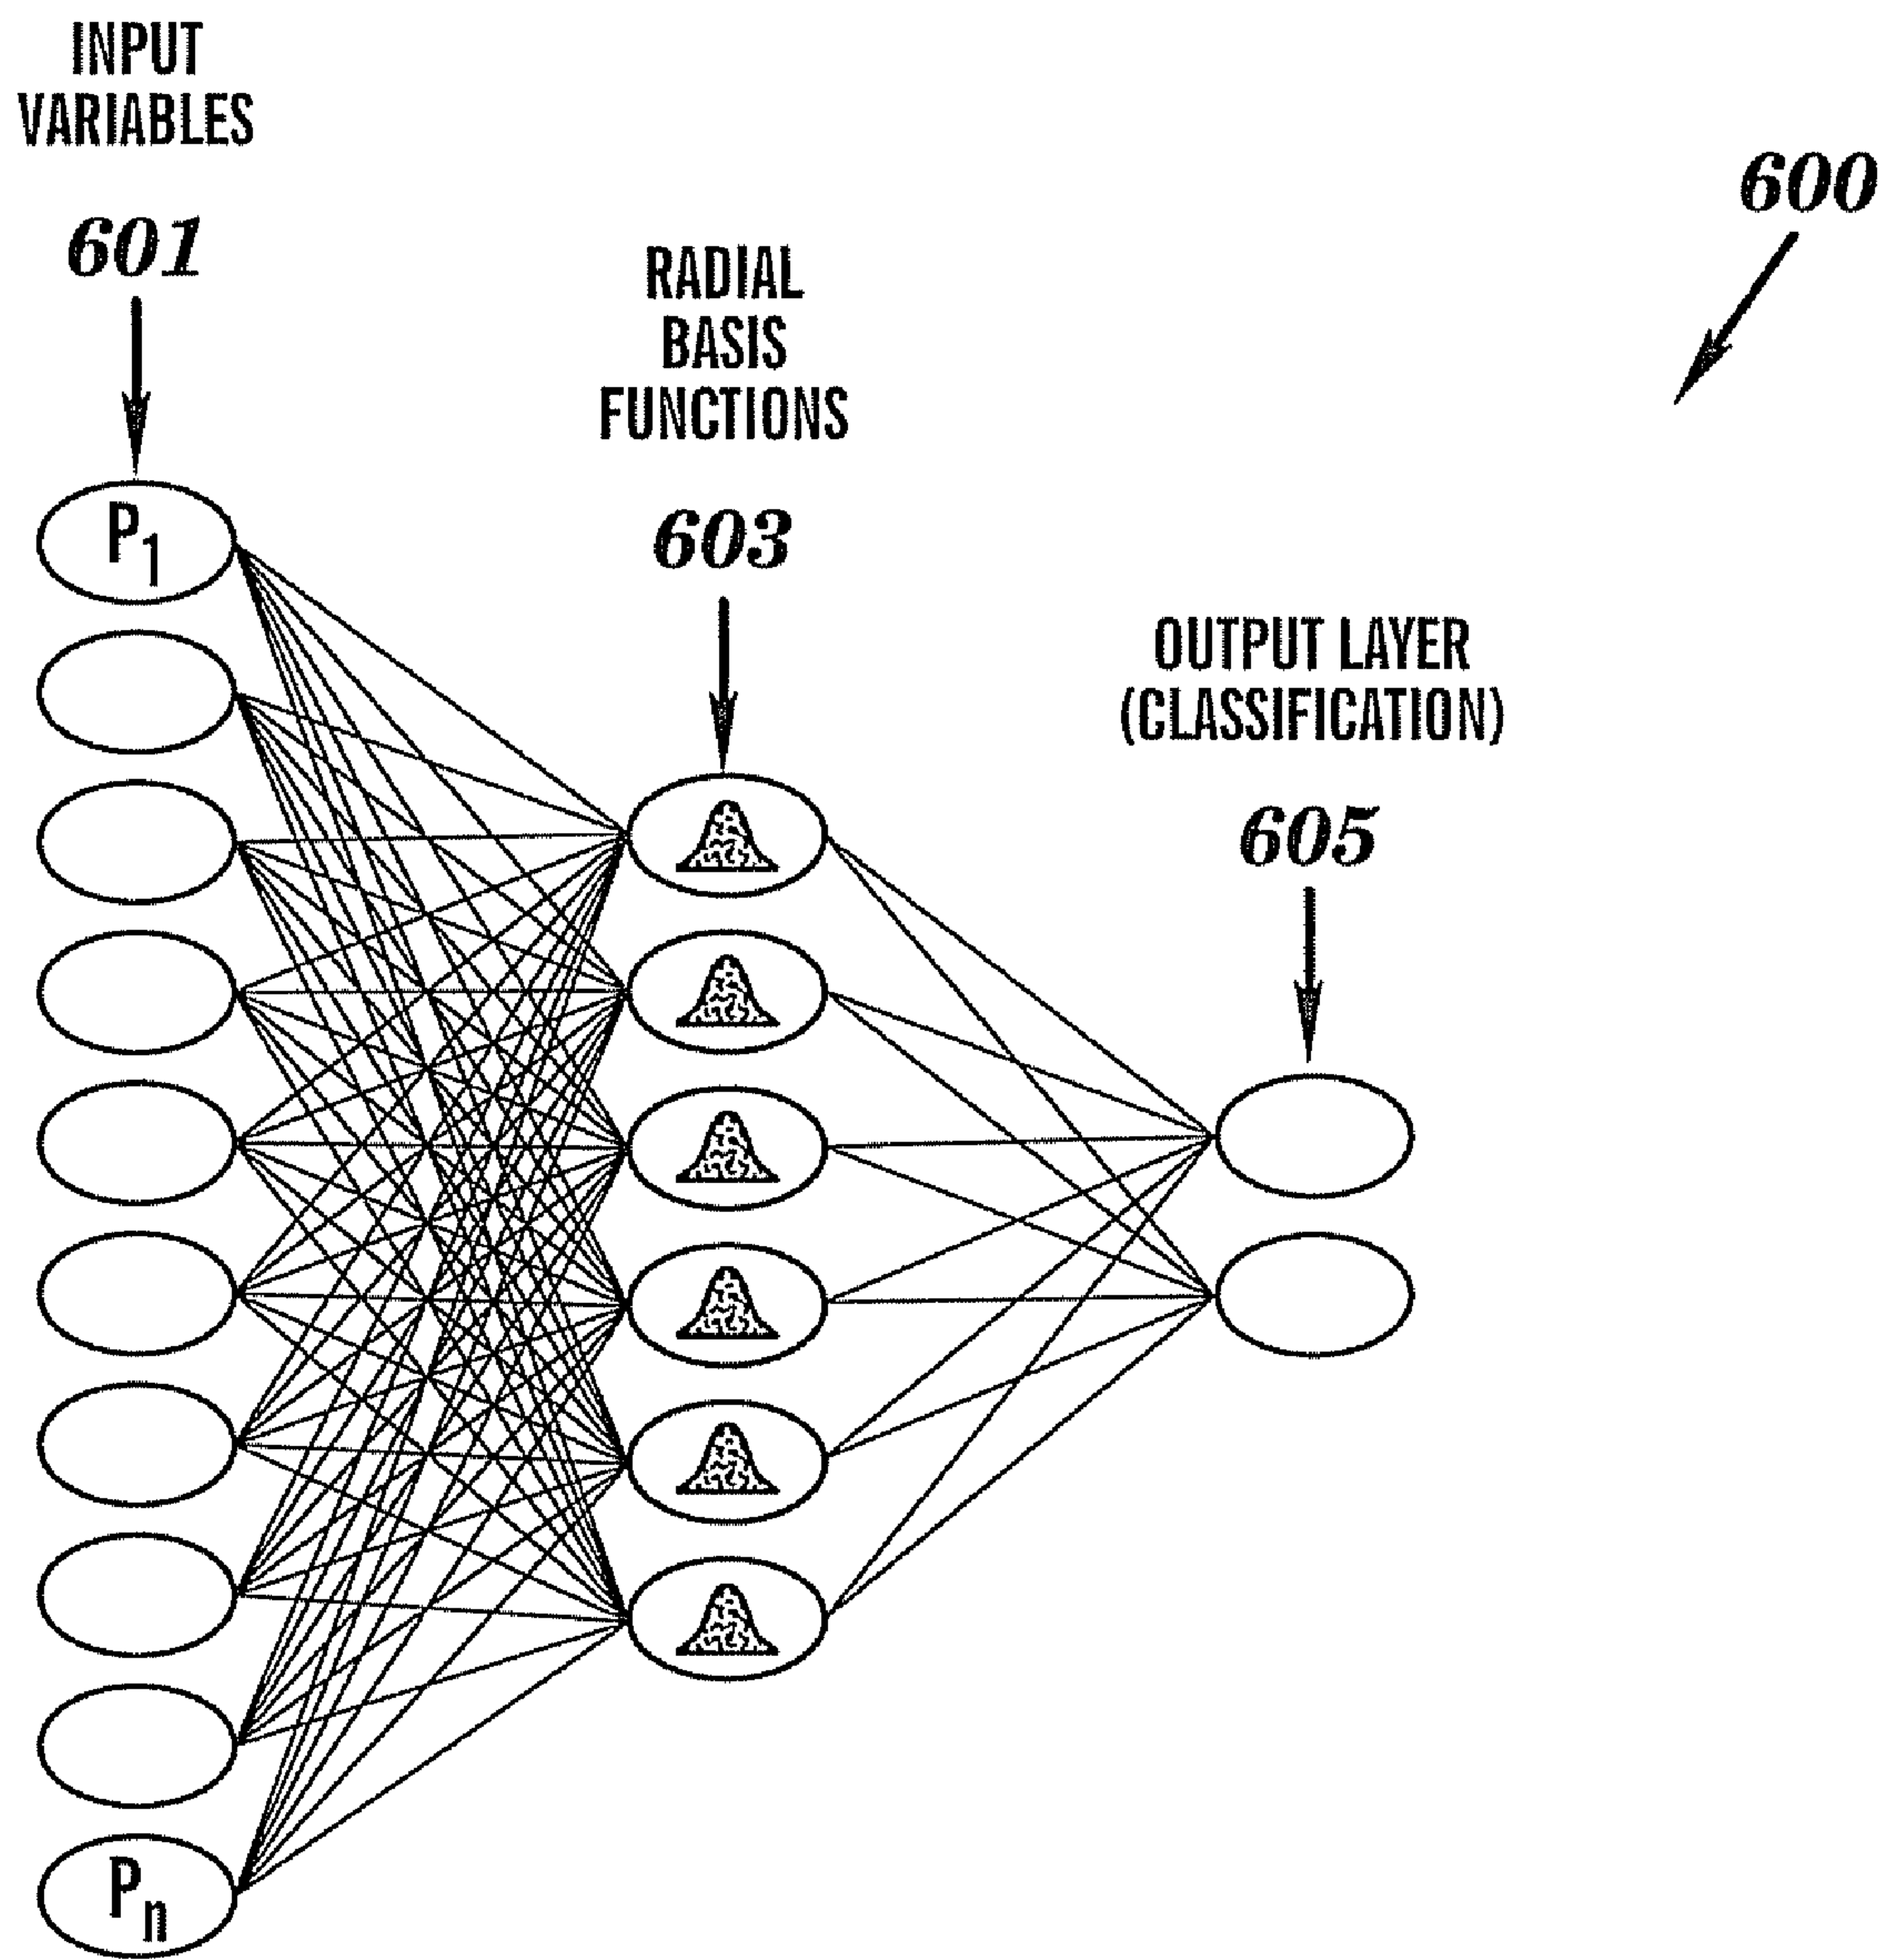 INPUT
VARIABLES
601
600
RADIAL
BASIS
FUNCTIONS
603
OUTPUT LAYER
(CLASSIFICATION)
605
P1
Pn